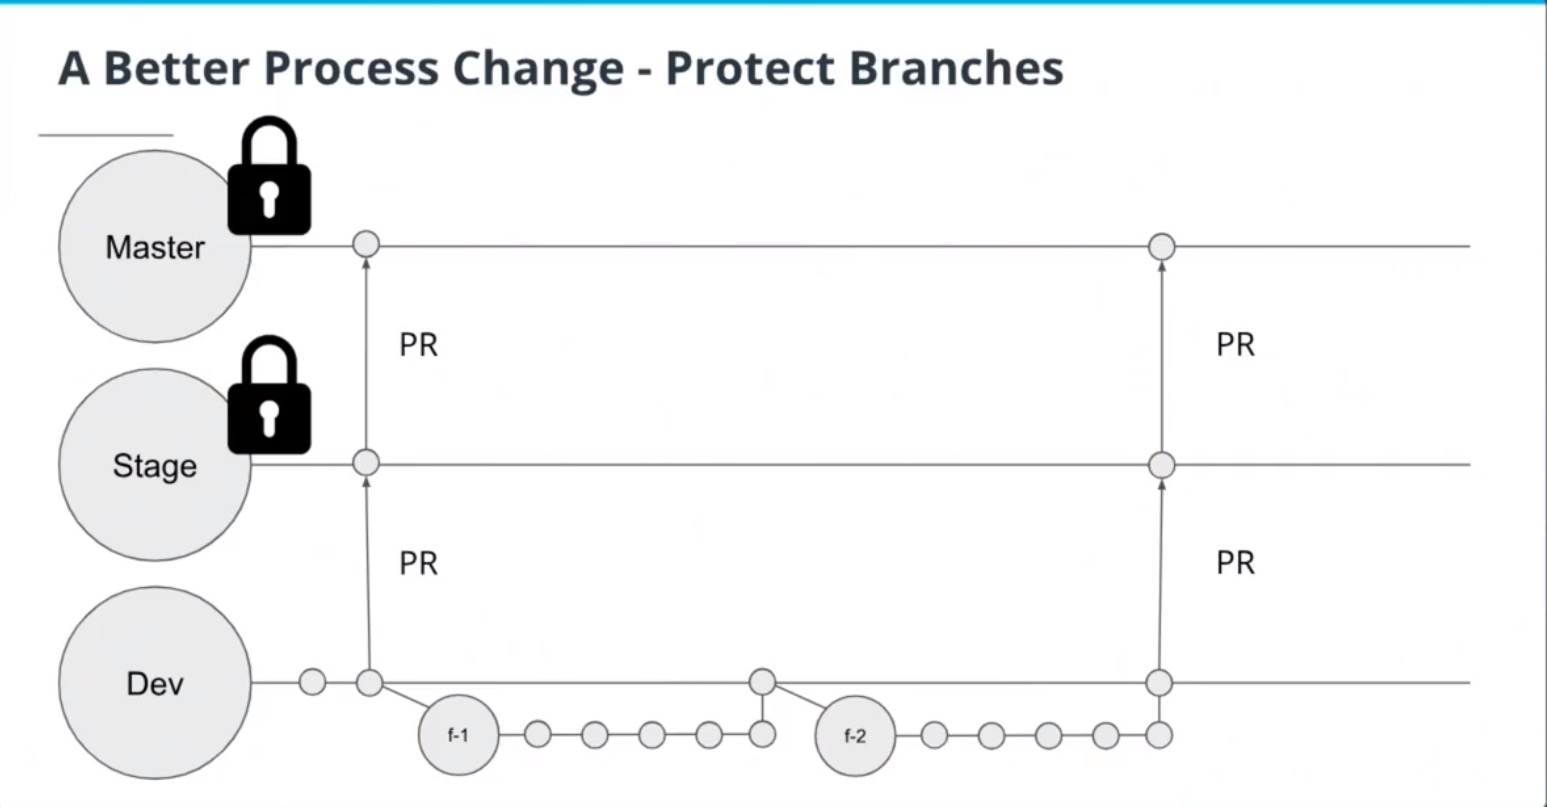 A Better Process Change - Protect Branches
Master
PR
PR
Stage
PR
PR
Dev
f-1
f-2